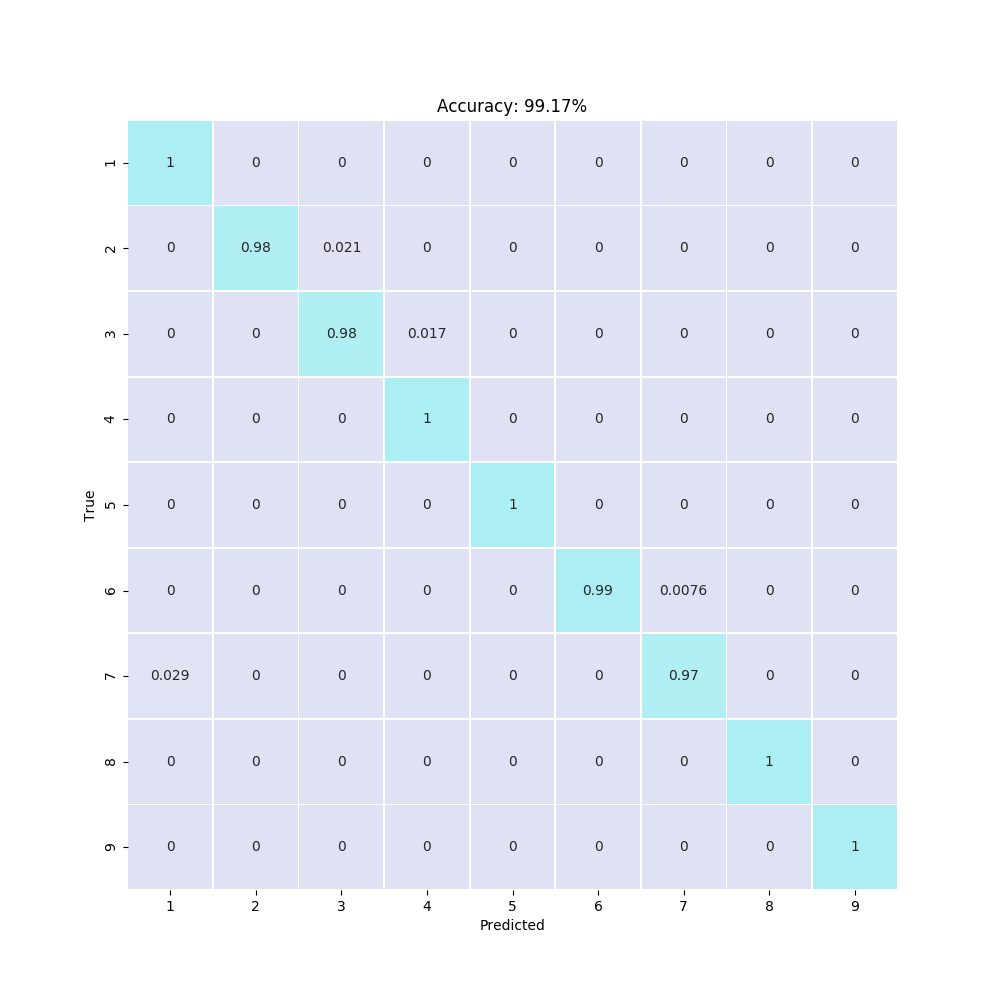 Accuracy: 99.17%
1 1 0 0 0 0 0 0 0 0
2 0 0.98 0.021 0 0 0 0 0 0
3 0 0 0.98 0.017 0 0 0 0 0
4 0 0 0 1 0 0 0 0 0
5 0 0 0 0 1 0 0 0 0
True
6 0 0 0 0 0 0.99 0.0076 0 0
7 0.029 0 0 0 0 0 0.97 0 0
8 0 0 0 0 0 0 0 1 0
9 0 0 0 0 0 0 0 0 1
1 2 3 4 5 6 7 8 9
Predicted